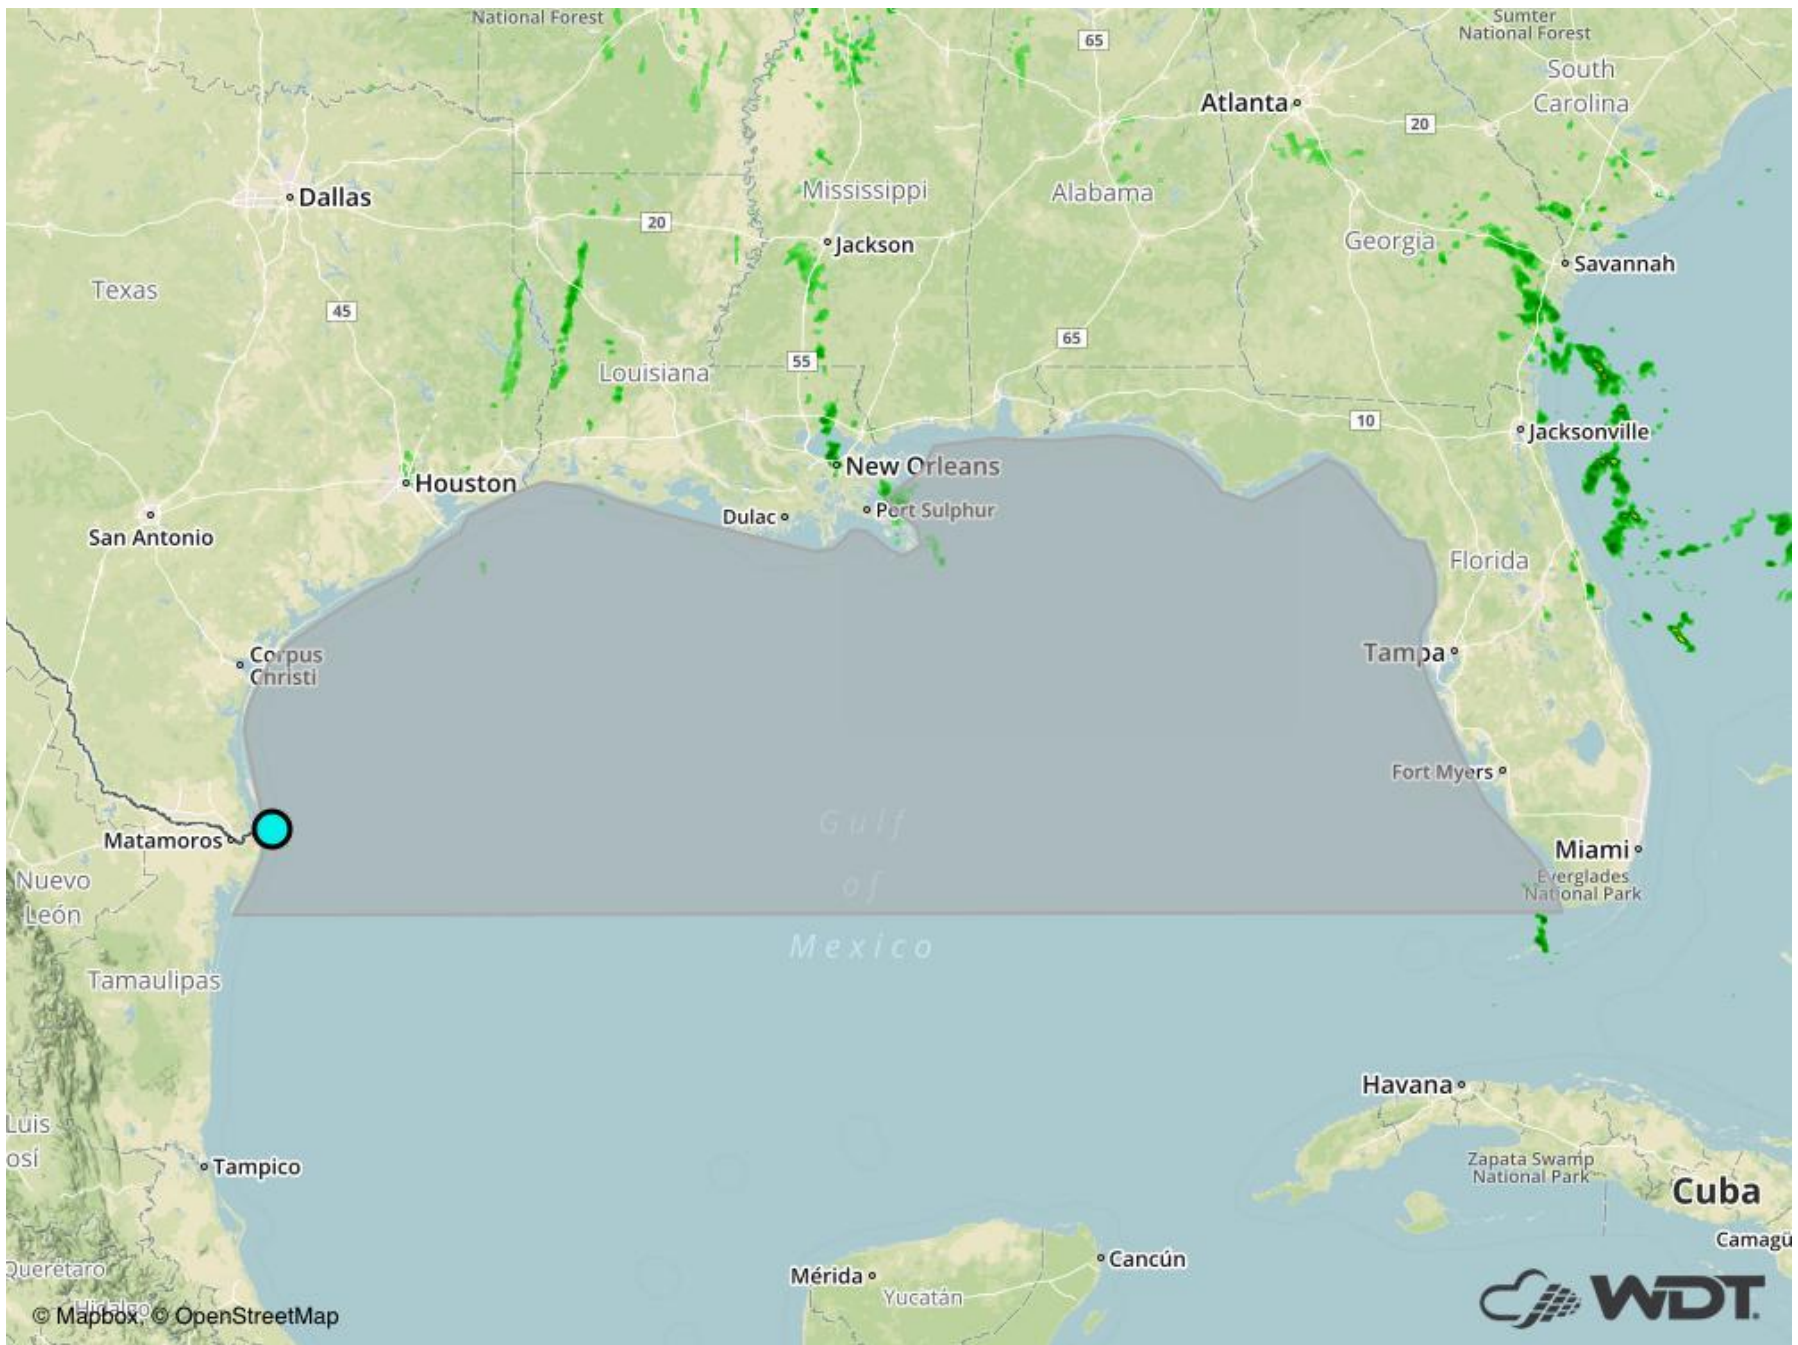 National Forest
65
Sumter
National Forest
South
Carolina
Atlanta
20
Dallas
Mississippi
Alabama
20
Jackson
Georgia
Savannah
Texas
45
65
55
Louisiana
10
Jacksonville
New Orleans
Houston
Dulac
Port Sulphur
San Antonio
Florida
Corpus
Christi
Tampa
Fort Myers
Gulf
of
Mexico
Matamoros
Miami
Everglades
National Park
Nuevo
León
Tamaulipas
Havana
Luis
osí
Tampico
Zapata Swamp
National Park
Cuba
Camagü
Cancún
Mérida
Yucatán
Querétaro
Hidalgo
© Mapbox, © OpenStreetMap
WDT